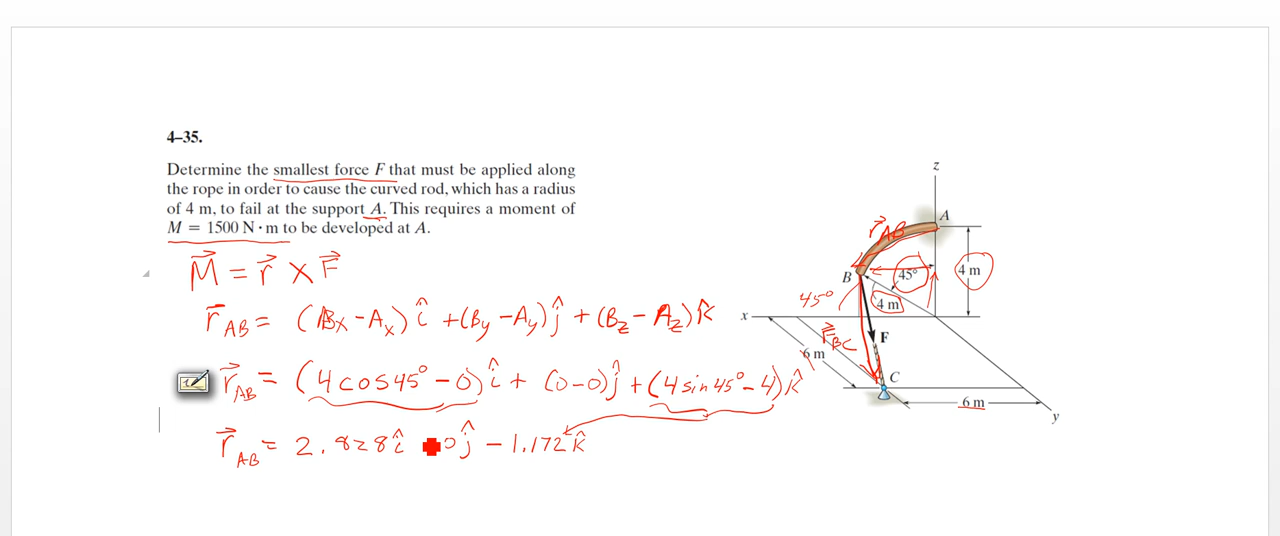 4–35.
Determine the smallest force F that must be applied along
the rope in order to cause the curved rod, which has a radius
of 4 m, to fail at the support A. This requires a moment of
M = 1500 N · m to be developed at A.
M⃗ = r⃗ × F⃗
r⃗AB = (Bx − Ax) î + (By − Ay) ĵ + (Bz − Az) k̂
r⃗AB = (4cos45° − 0) î + (0−0) ĵ + (4sin45° − 4) k̂
r⃗AB = 2.828 î 0 ĵ − 1.172 k̂
z
A
r⃗AB
B
45°
4 m
45°
4 m
x
F
r⃗BC
6 m
C
6 m
y